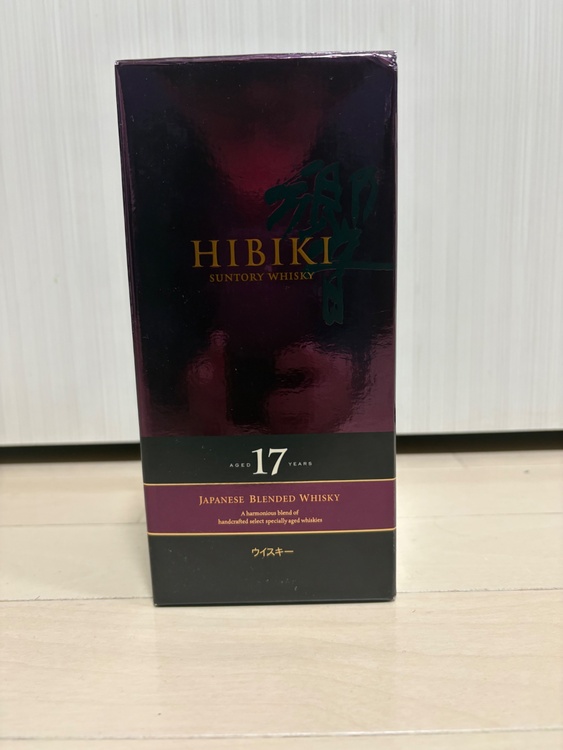 響
HIBIKI
SUNTORY WHISKY
AGED 17 YEARS
JAPANESE BLENDED WHISKY
A harmonious blend of
handcrafted select specially aged whiskies
ウイスキー